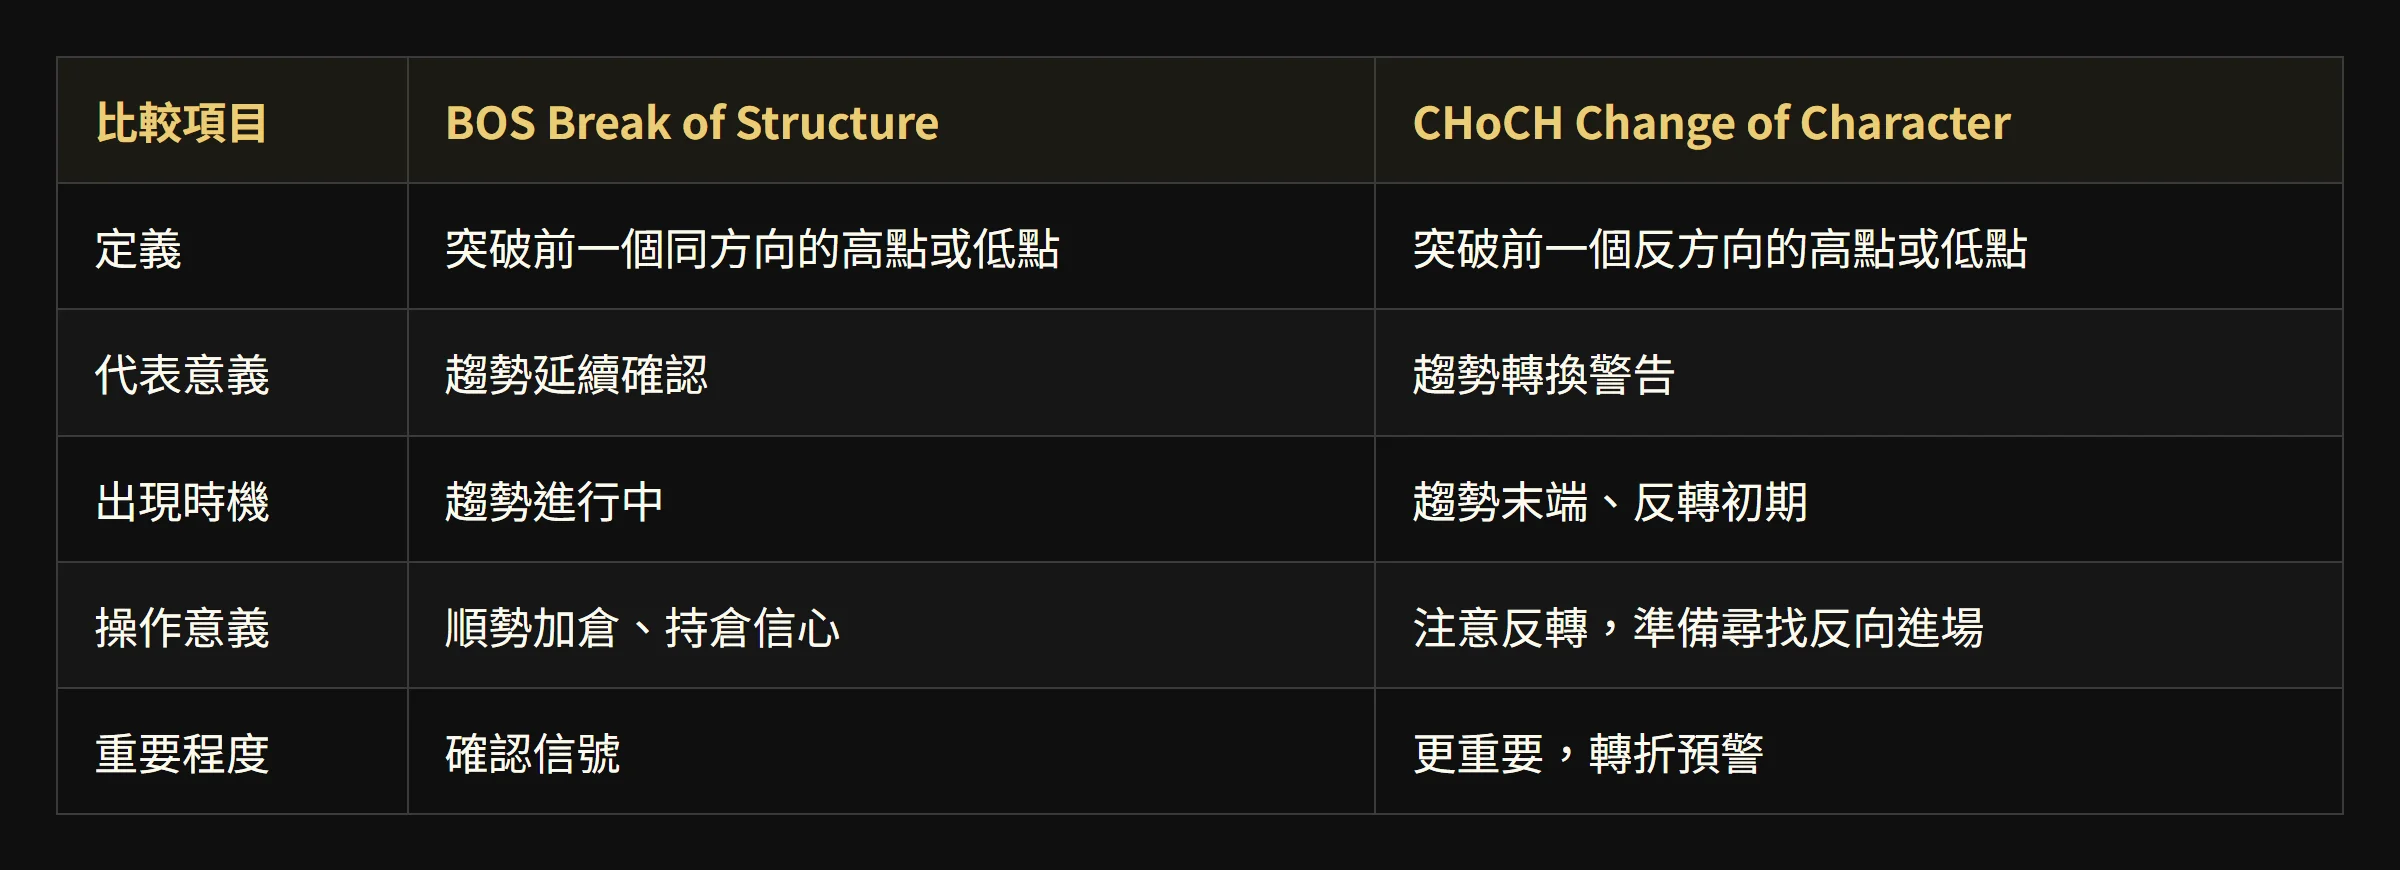 比較項目 BOS Break of Structure CHoCH Change of Character
定義 突破前一個同方向的高點或低點 突破前一個反方向的高點或低點
代表意義 趨勢延續確認 趨勢轉換警告
出現時機 趨勢進行中 趨勢末端、反轉初期
操作意義 順勢加倉、持倉信心 注意反轉，準備尋找反向進場
重要程度 確認信號 更重要，轉折預警